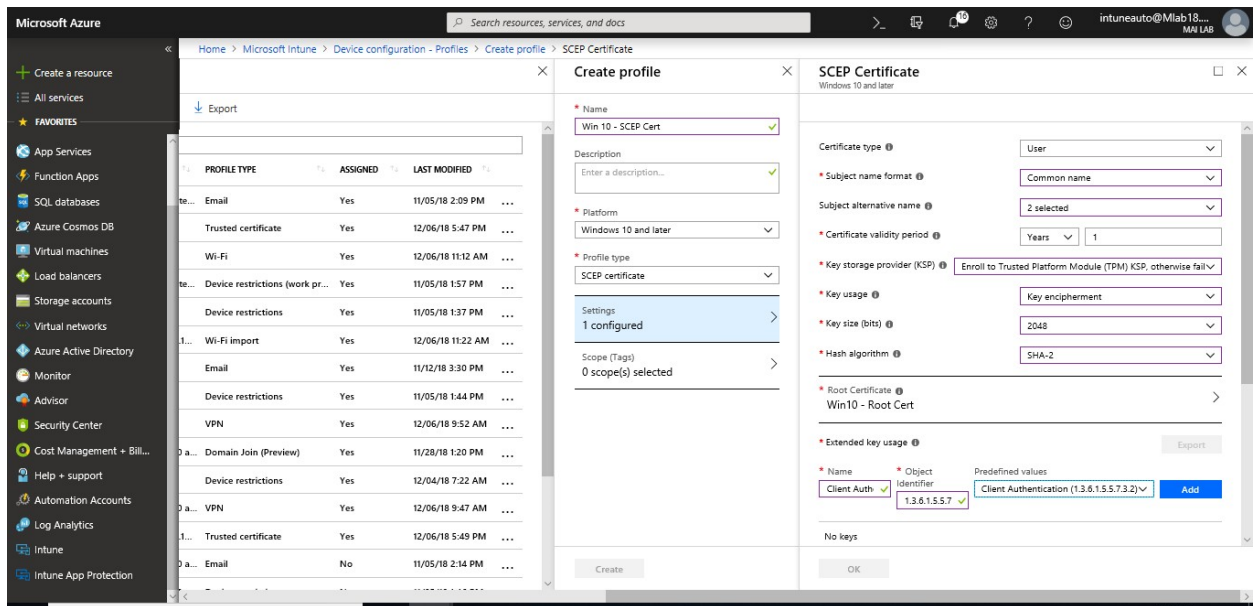 Microsoft Azure
Search resources, services, and docs
16
intuneauto@Mlab18....
MAI LAB
Home > Microsoft Intune > Device configuration - Profiles > Create profile > SCEP Certificate
Create a resource
All services
FAVORITES
App Services
Function Apps
SQL databases
Azure Cosmos DB
Virtual machines
Load balancers
Storage accounts
Virtual networks
Azure Active Directory
Monitor
Advisor
Security Center
Cost Management + Bill...
Help + support
Automation Accounts
Log Analytics
Intune
Intune App Protection
Export
PROFILE TYPE ASSIGNED LAST MODIFIED
te... Email Yes 11/05/18 2:09 PM ...
Trusted certificate Yes 12/06/18 5:47 PM ...
Wi-Fi Yes 12/06/18 11:12 AM ...
te... Device restrictions (work pr... Yes 11/05/18 1:57 PM ...
Device restrictions Yes 11/05/18 1:37 PM ...
.1... Wi-Fi import Yes 12/06/18 11:22 AM ...
Email Yes 11/12/18 3:30 PM ...
Device restrictions Yes 11/05/18 1:44 PM ...
VPN Yes 12/06/18 9:52 AM ...
0 a... Domain Join (Preview) Yes 11/28/18 1:20 PM ...
Device restrictions Yes 12/04/18 7:22 AM ...
0 a... VPN Yes 12/06/18 9:47 AM ...
.1... Trusted certificate Yes 12/06/18 5:49 PM ...
0 a... Email No 11/05/18 2:14 PM ...
Create profile
* Name
Win 10 - SCEP Cert
Description
Enter a description...
* Platform
Windows 10 and later
* Profile type
SCEP certificate
Settings
1 configured
Scope (Tags)
0 scope(s) selected
Create
SCEP Certificate
Windows 10 and later
Certificate type User
* Subject name format Common name
Subject alternative name 2 selected
* Certificate validity period Years 1
* Key storage provider (KSP) Enroll to Trusted Platform Module (TPM) KSP, otherwise fail
* Key usage Key encipherment
* Key size (bits) 2048
* Hash algorithm SHA-2
* Root Certificate
Win10 - Root Cert
* Extended key usage Export
* Name * Object Identifier Predefined values
Client Auth 1.3.6.1.5.5.7 Client Authentication (1.3.6.1.5.5.7.3.2) Add
No keys
OK